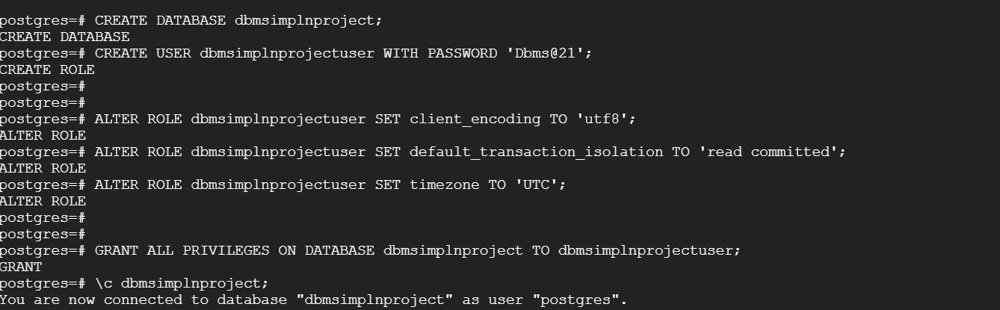 postgres=# CREATE DATABASE dbmsimplnproject;
CREATE DATABASE
postgres=# CREATE USER dbmsimplnprojectuser WITH PASSWORD 'Dbms@21';
CREATE ROLE
postgres=#
postgres=#
postgres=# ALTER ROLE dbmsimplnprojectuser SET client_encoding TO 'utf8';
ALTER ROLE
postgres=# ALTER ROLE dbmsimplnprojectuser SET default_transaction_isolation TO 'read committed';
ALTER ROLE
postgres=# ALTER ROLE dbmsimplnprojectuser SET timezone TO 'UTC';
ALTER ROLE
postgres=#
postgres=#
postgres=# GRANT ALL PRIVILEGES ON DATABASE dbmsimplnproject TO dbmsimplnprojectuser;
GRANT
postgres=# \c dbmsimplnproject;
You are now connected to database "dbmsimplnproject" as user "postgres".